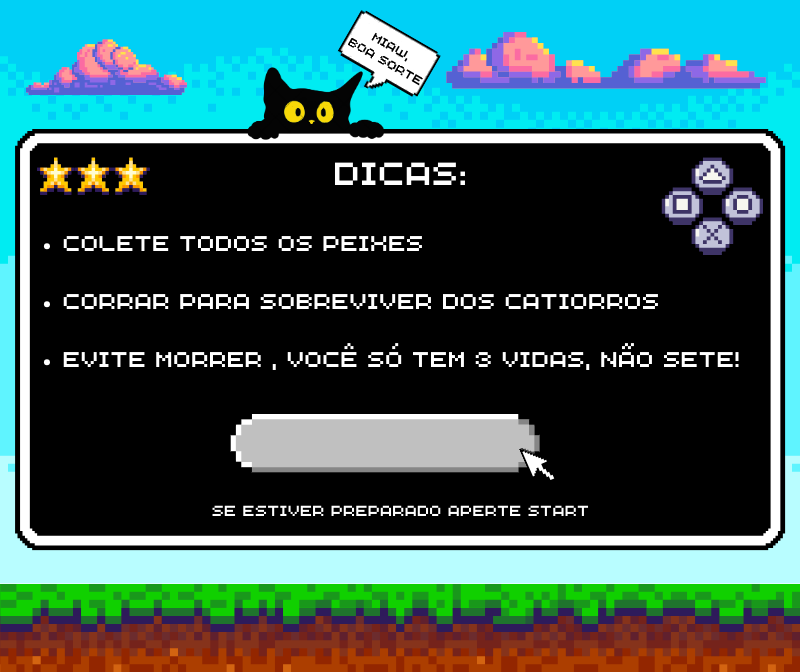 MIAW,
BOA SORTE
DICAS:
• COLETE TODOS OS PEIXES
• CORRAR PARA SOBREVIVER DOS CATIORROS
• EVITE MORRER , VOCÊ SÓ TEM 3 VIDAS, NÃO SETE!
SE ESTIVER PREPARADO APERTE START